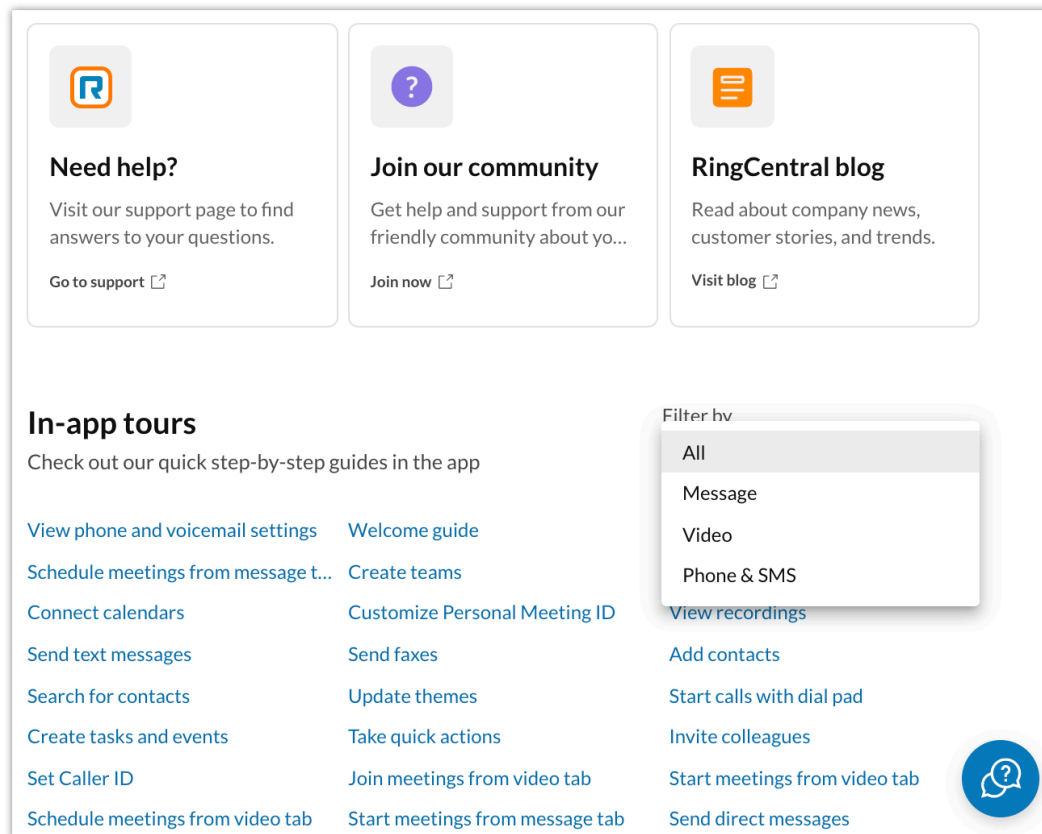 Need help?
Visit our support page to find
answers to your questions.
Go to support
Join our community
Get help and support from our
friendly community about yo...
Join now
RingCentral blog
Read about company news,
customer stories, and trends.
Visit blog
In-app tours
Check out our quick step-by-step guides in the app
Filter by
All
Message
Video
Phone & SMS
View phone and voicemail settings
Welcome guide
Schedule meetings from message t...
Create teams
Connect calendars
Customize Personal Meeting ID
View recordings
Send text messages
Send faxes
Add contacts
Search for contacts
Update themes
Start calls with dial pad
Create tasks and events
Take quick actions
Invite colleagues
Set Caller ID
Join meetings from video tab
Start meetings from video tab
Schedule meetings from video tab
Start meetings from message tab
Send direct messages